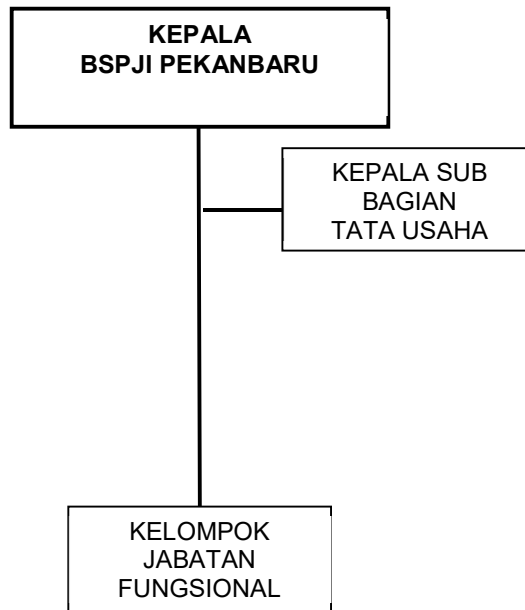 KEPALA
BSPJI PEKANBARU
KEPALA SUB
BAGIAN
TATA USAHA
KELOMPOK
JABATAN
FUNGSIONAL